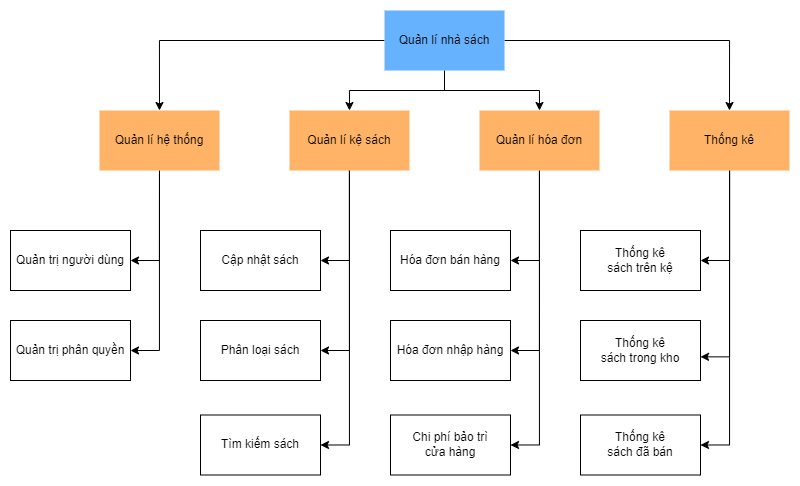 Quản lí nhà sách
Quản lí hệ thống
Quản lí kệ sách
Quản lí hóa đơn
Thống kê
Quản trị người dùng
Cập nhật sách
Hóa đơn bán hàng
Thống kê
sách trên kệ
Quản trị phân quyền
Phân loại sách
Hóa đơn nhập hàng
Thống kê
sách trong kho
Tìm kiếm sách
Chi phí bảo trì
cửa hàng
Thống kê
sách đã bán